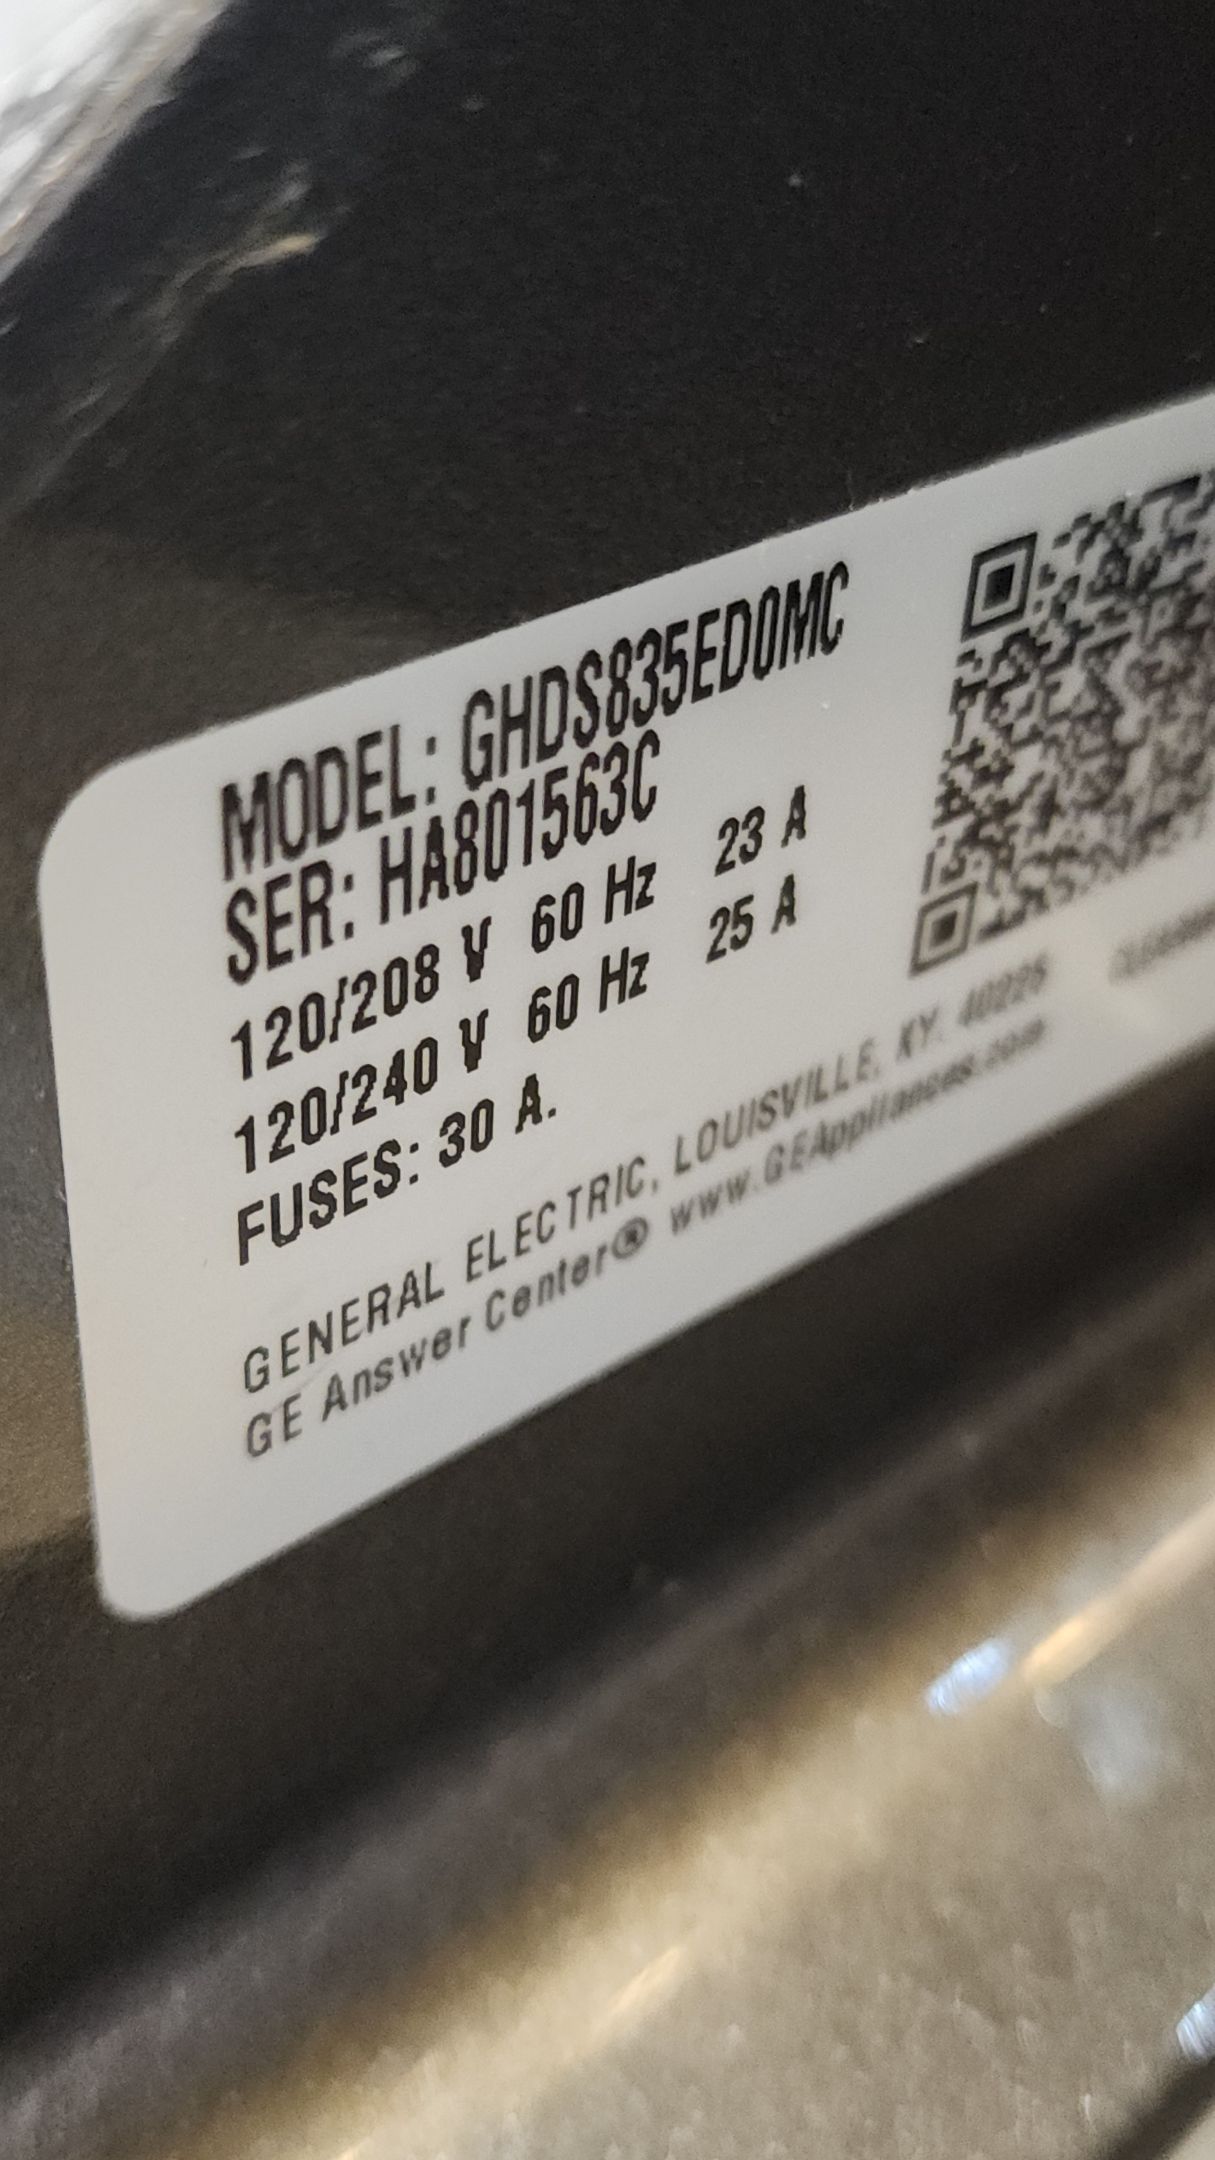 MODEL: GHDS835ED0MC
SER: HA801563C
120/208 V 60 Hz 23 A
120/240 V 60 Hz 25 A
FUSES: 30 A.
GENERAL ELECTRIC, LOUISVILLE, KY. 40225
GE Answer Center® www.GEAppliances.com